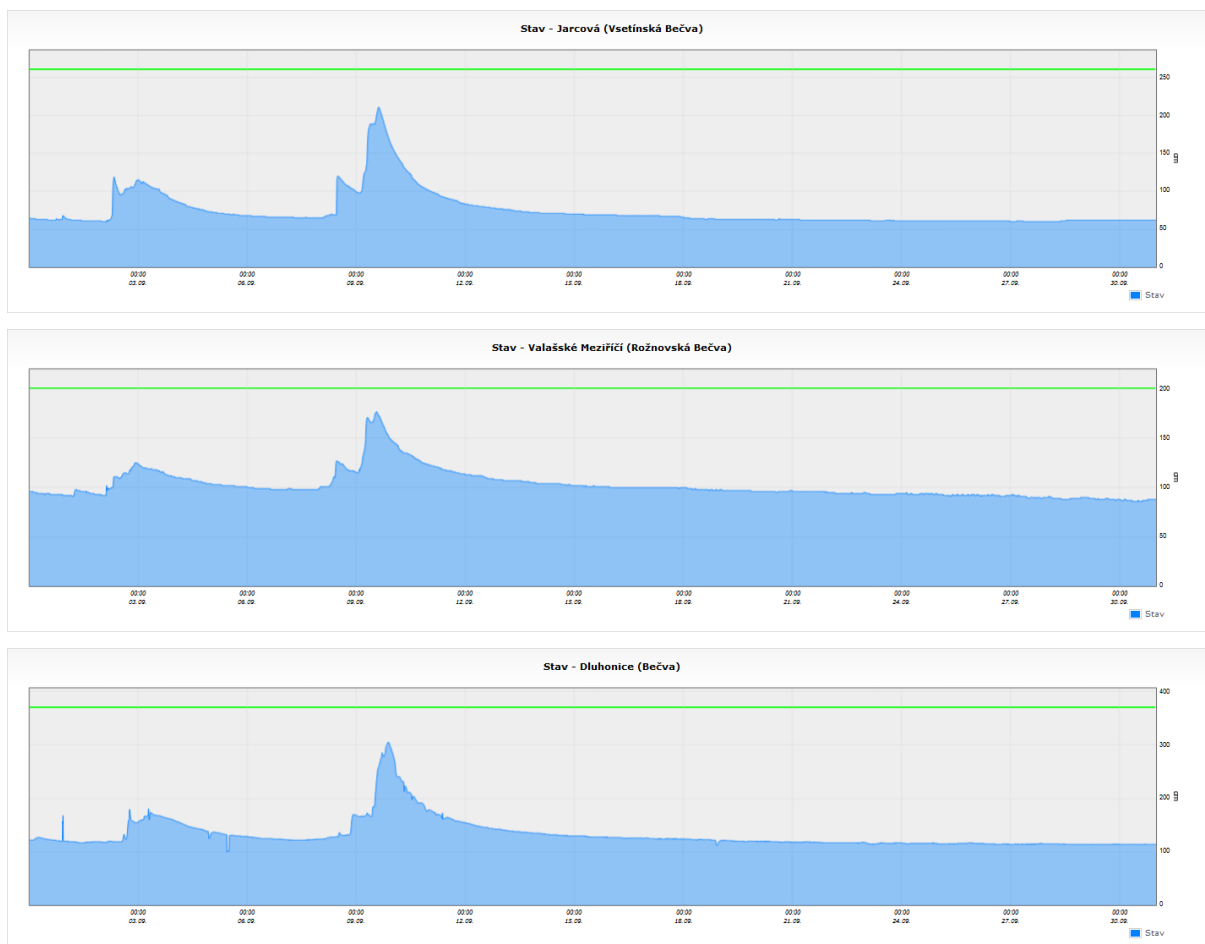 Stav - Jarcová (Vsetínská Bečva)
250
200
150
cm
100
50
0
00:00 00:00 00:00 00:00 00:00 00:00 00:00 00:00 00:00 00:00
03.09. 06.09. 09.09. 12.09. 15.09. 18.09. 21.09. 24.09. 27.09. 30.09.
Stav
Stav - Valašské Meziříčí (Rožnovská Bečva)
200
150
cm
100
50
0
00:00 00:00 00:00 00:00 00:00 00:00 00:00 00:00 00:00 00:00
03.09. 06.09. 09.09. 12.09. 15.09. 18.09. 21.09. 24.09. 27.09. 30.09.
Stav
Stav - Dluhonice (Bečva)
400
300
200
cm
100
0
00:00 00:00 00:00 00:00 00:00 00:00 00:00 00:00 00:00 00:00
03.09. 06.09. 09.09. 12.09. 15.09. 18.09. 21.09. 24.09. 27.09. 30.09.
Stav